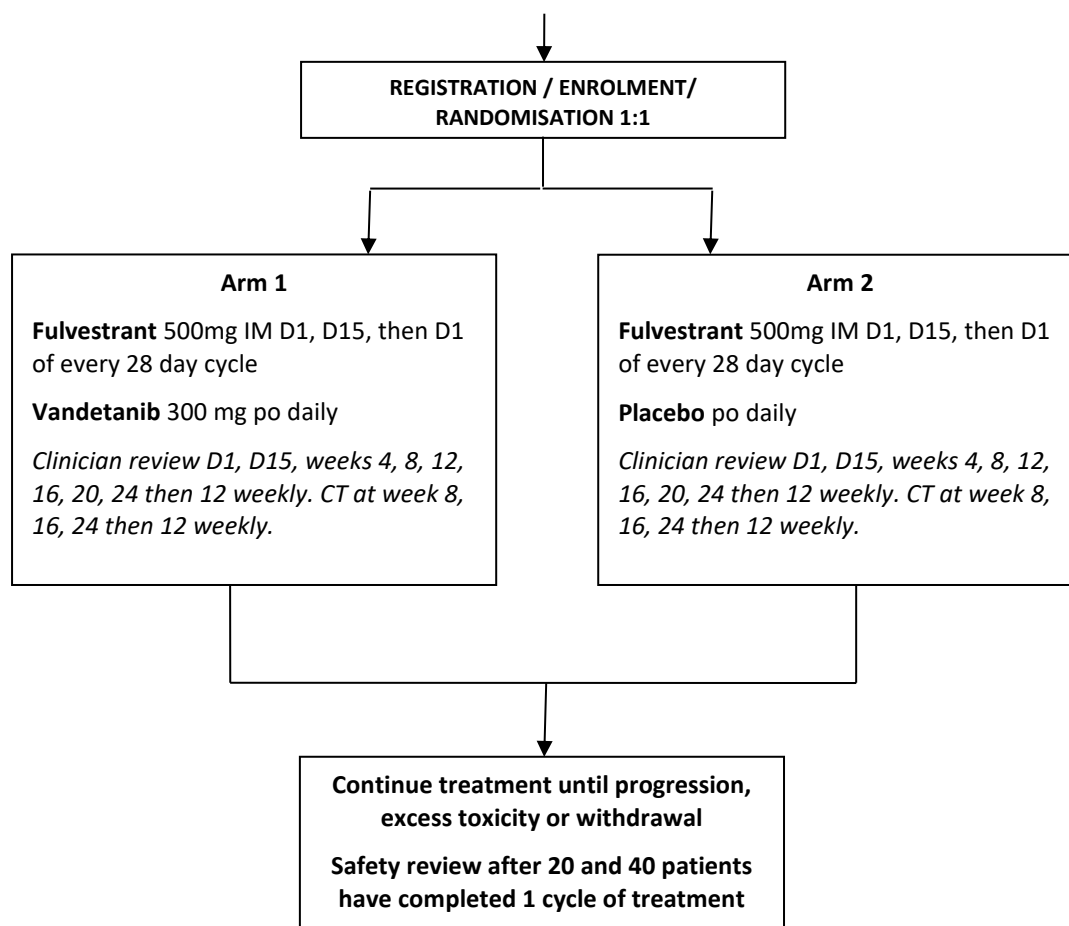 REGISTRATION / ENROLMENT/
RANDOMISATION 1:1
Arm 1
Fulvestrant 500mg IM D1, D15, then D1
of every 28 day cycle
Vandetanib 300 mg po daily
Clinician review D1, D15, weeks 4, 8, 12,
16, 20, 24 then 12 weekly. CT at week 8,
16, 24 then 12 weekly.
Arm 2
Fulvestrant 500mg IM D1, D15, then D1
of every 28 day cycle
Placebo po daily
Clinician review D1, D15, weeks 4, 8, 12,
16, 20, 24 then 12 weekly. CT at week 8,
16, 24 then 12 weekly.
Continue treatment until progression,
excess toxicity or withdrawal
Safety review after 20 and 40 patients
have completed 1 cycle of treatment